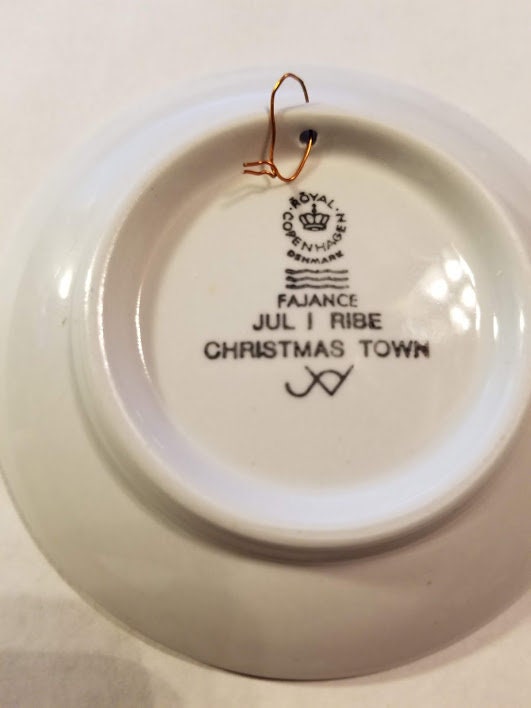 ROYAL
COPENHAGEN
DENMARK
FAJANCE
JUL I RIBE
CHRISTMAS TOWN